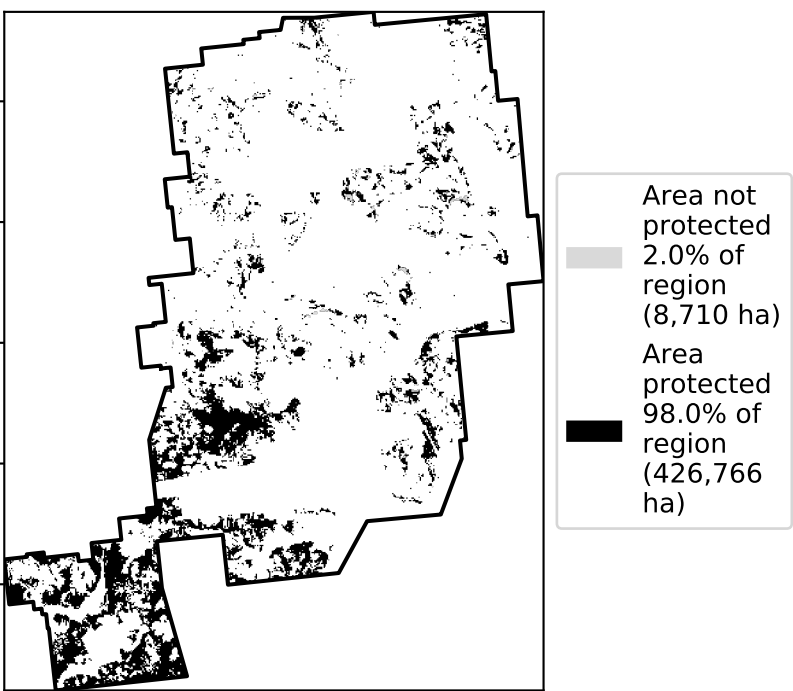 Area not
protected
2.0% of
region
(8,710 ha)
Area
protected
98.0% of
region
(426,766
ha)